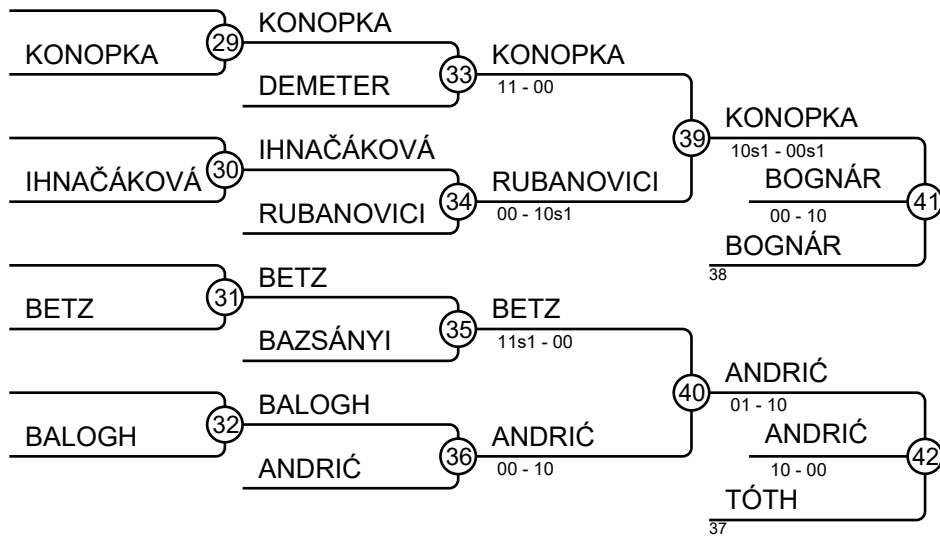 KONOPKA
29
KONOPKA
DEMETER
33
KONOPKA
11 - 00
IHNAČÁKOVÁ
30
IHNAČÁKOVÁ
RUBANOVICI
34
RUBANOVICI
00 - 10s1
39
KONOPKA
10s1 - 00s1
BOGNÁR
00 - 10
41
BOGNÁR
38
BETZ
31
BETZ
BAZSÁNYI
35
BETZ
11s1 - 00
BALOGH
32
BALOGH
ANDRIĆ
36
ANDRIĆ
00 - 10
40
ANDRIĆ
01 - 10
ANDRIĆ
10 - 00
42
TÓTH
37